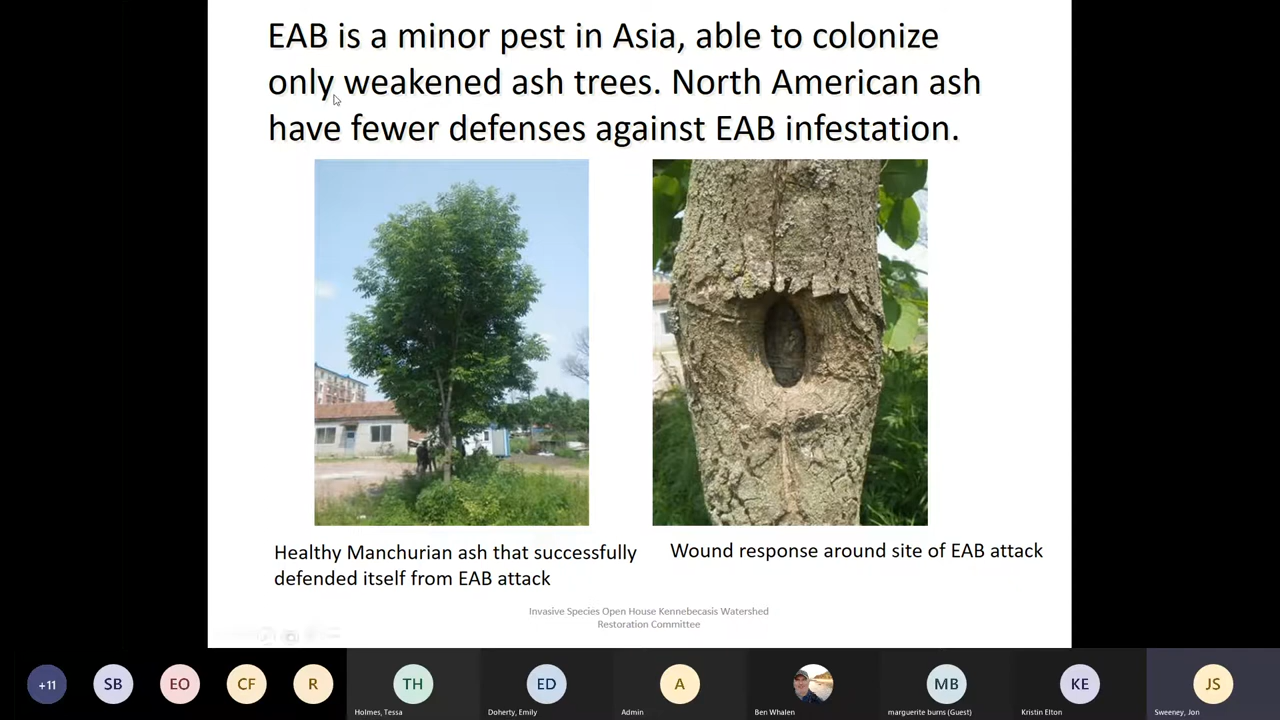 EAB is a minor pest in Asia, able to colonize
only weakened ash trees. North American ash
have fewer defenses against EAB infestation.
Healthy Manchurian ash that successfully
defended itself from EAB attack
Wound response around site of EAB attack
Invasive Species Open House Kennebecasis Watershed
Restoration Committee
+11
SB
EO
CF
R
TH
Holmes, Tessa
ED
Doherty, Emily
A
Admin
Ben Whalen
MB
marguerite burns (Guest)
KE
Kristin Elton
JS
Sweeney, Jon